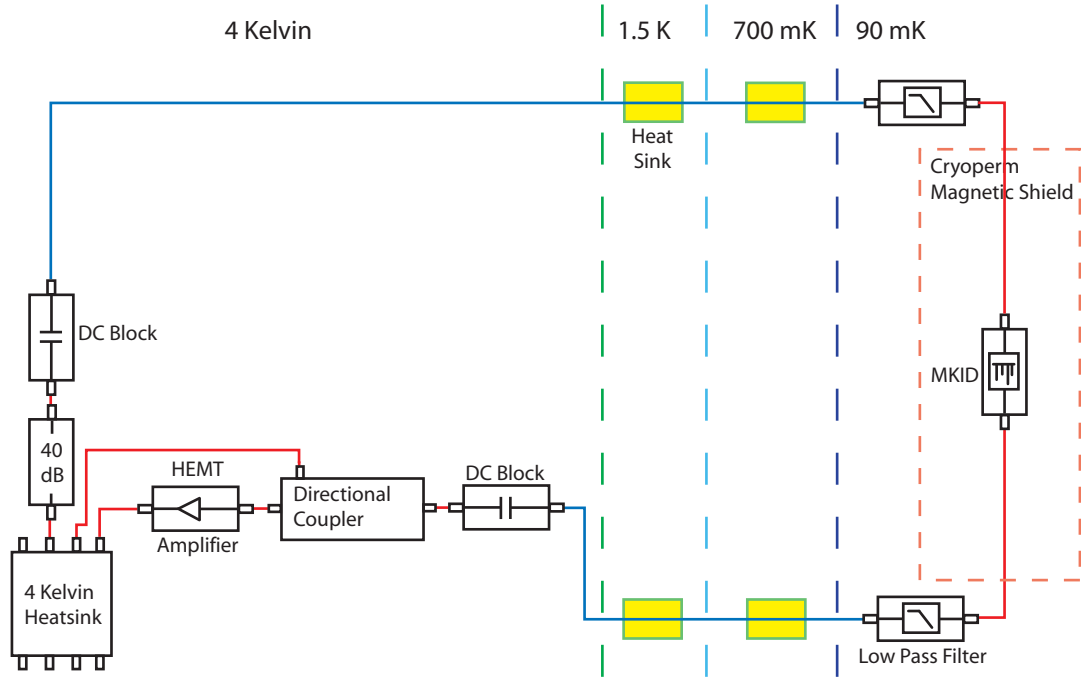 4 Kelvin
1.5 K
700 mK
90 mK
Heat
Sink
Cryoperm
Magnetic Shield
DC Block
MKID
40
dB
HEMT
Amplifier
Directional
Coupler
DC Block
4 Kelvin
Heatsink
Low Pass Filter